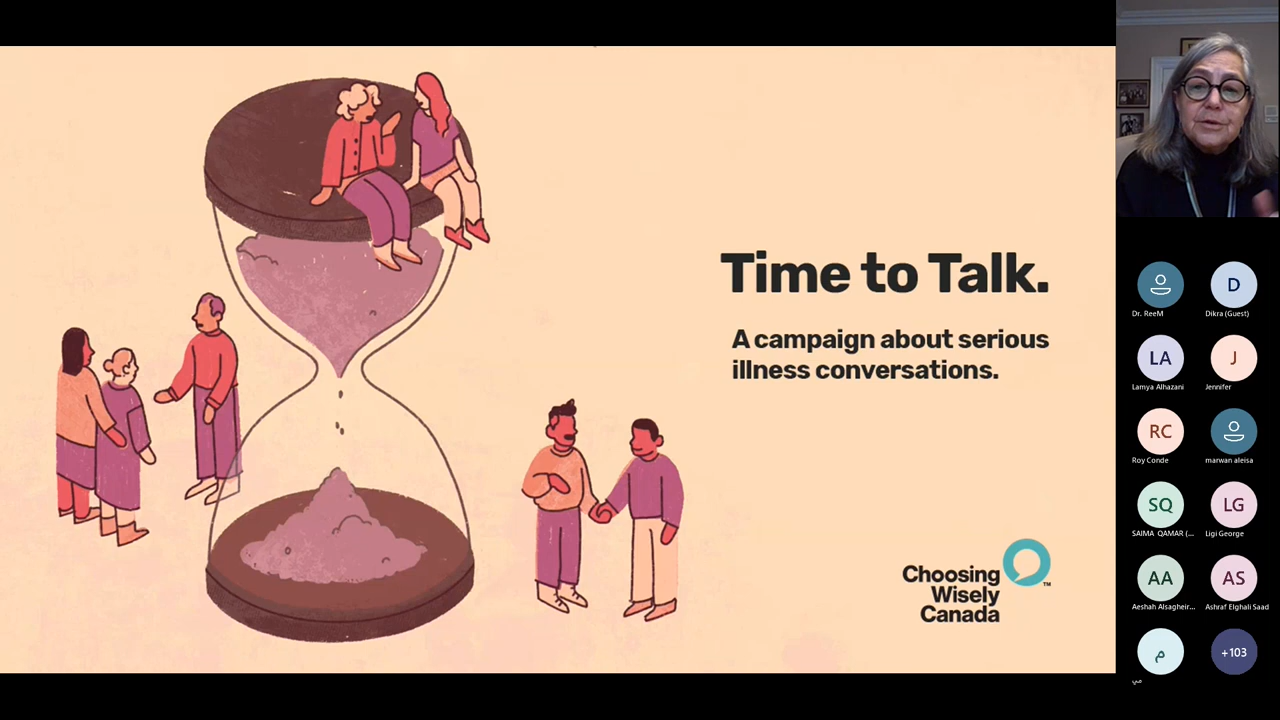 Time to Talk.
A campaign about serious
illness conversations.
Choosing
Wisely
Canada
TM
Dr. ReeM
D
Dikra (Guest)
LA
Lamya Alhazani
J
Jennifer
RC
Roy Conde
marwan aleisa
SQ
SAIMA QAMAR (...
LG
Ligi George
AA
Aeshah Alsagheir...
AS
Ashraf Elghali Saad
م
مي
+103